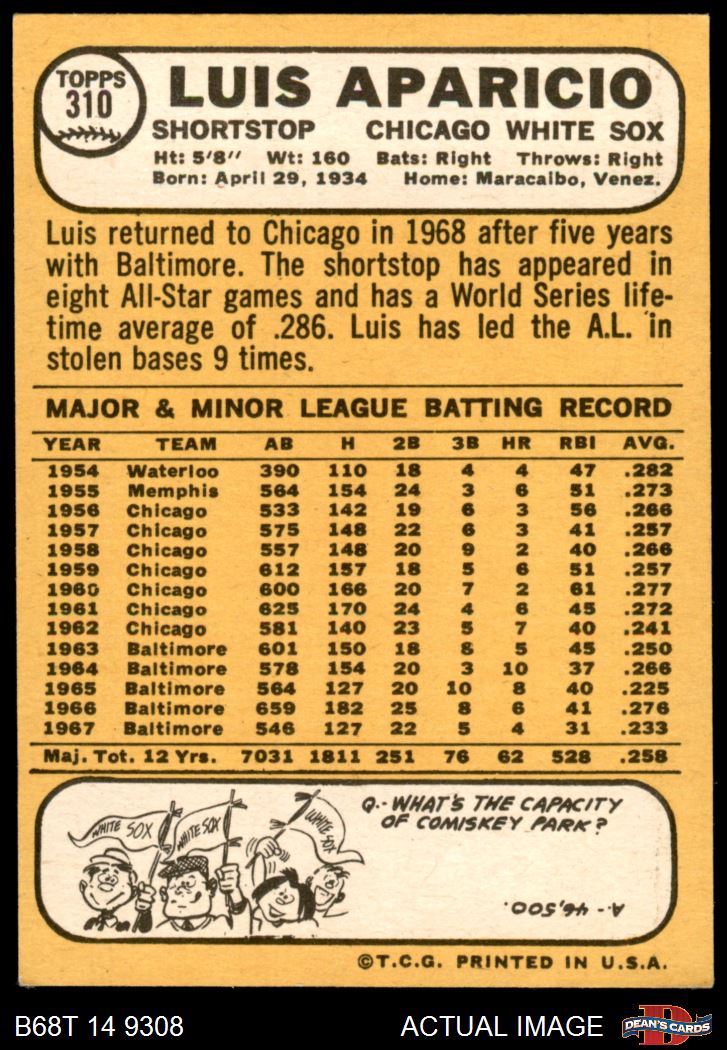 TOPPS
310
LUIS APARICIO
SHORTSTOP CHICAGO WHITE SOX
Ht: 5'8" Wt: 160 Bats: Right Throws: Right
Born: April 29, 1934 Home: Maracaibo, Venez.
Luis returned to Chicago in 1968 after five years
with Baltimore. The shortstop has appeared in
eight All-Star games and has a World Series life-
time average of .286. Luis has led the A.L. in
stolen bases 9 times.
MAJOR & MINOR LEAGUE BATTING RECORD
YEAR TEAM AB H 2B 3B HR RBI AVG.
1954 Waterloo 390 110 18 4 4 47 .282
1955 Memphis 564 154 24 3 6 51 .273
1956 Chicago 533 142 19 6 3 56 .266
1957 Chicago 575 148 22 6 3 41 .257
1958 Chicago 557 148 20 9 2 40 .266
1959 Chicago 612 157 18 5 6 51 .257
1960 Chicago 600 166 20 7 2 61 .277
1961 Chicago 625 170 24 4 6 45 .272
1962 Chicago 581 140 23 5 7 40 .241
1963 Baltimore 601 150 18 8 5 45 .250
1964 Baltimore 578 154 20 3 10 37 .266
1965 Baltimore 564 127 20 10 8 40 .225
1966 Baltimore 659 182 25 8 6 41 .276
1967 Baltimore 546 127 22 5 4 31 .233
Maj. Tot. 12 Yrs. 7031 1811 251 76 62 528 .258
WHITE SOX
WHITE SOX
WHITE SOX
Q.- WHAT'S THE CAPACITY
OF COMISKEY PARK?
A.- 46,500.
©T.C.G. PRINTED IN U.S.A.
B68T 14 9308 ACTUAL IMAGE
D
DEAN'S CARDS